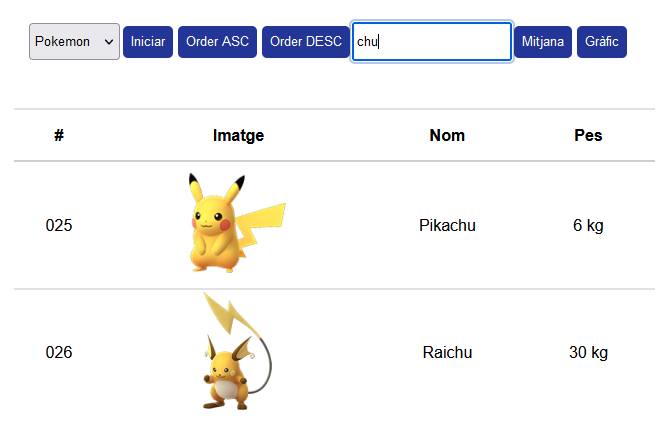 Pokemon Iniciar Order ASC Order DESC chu Mitjana Gràfic
# Imatge Nom Pes
025 Pikachu 6 kg
026 Raichu 30 kg